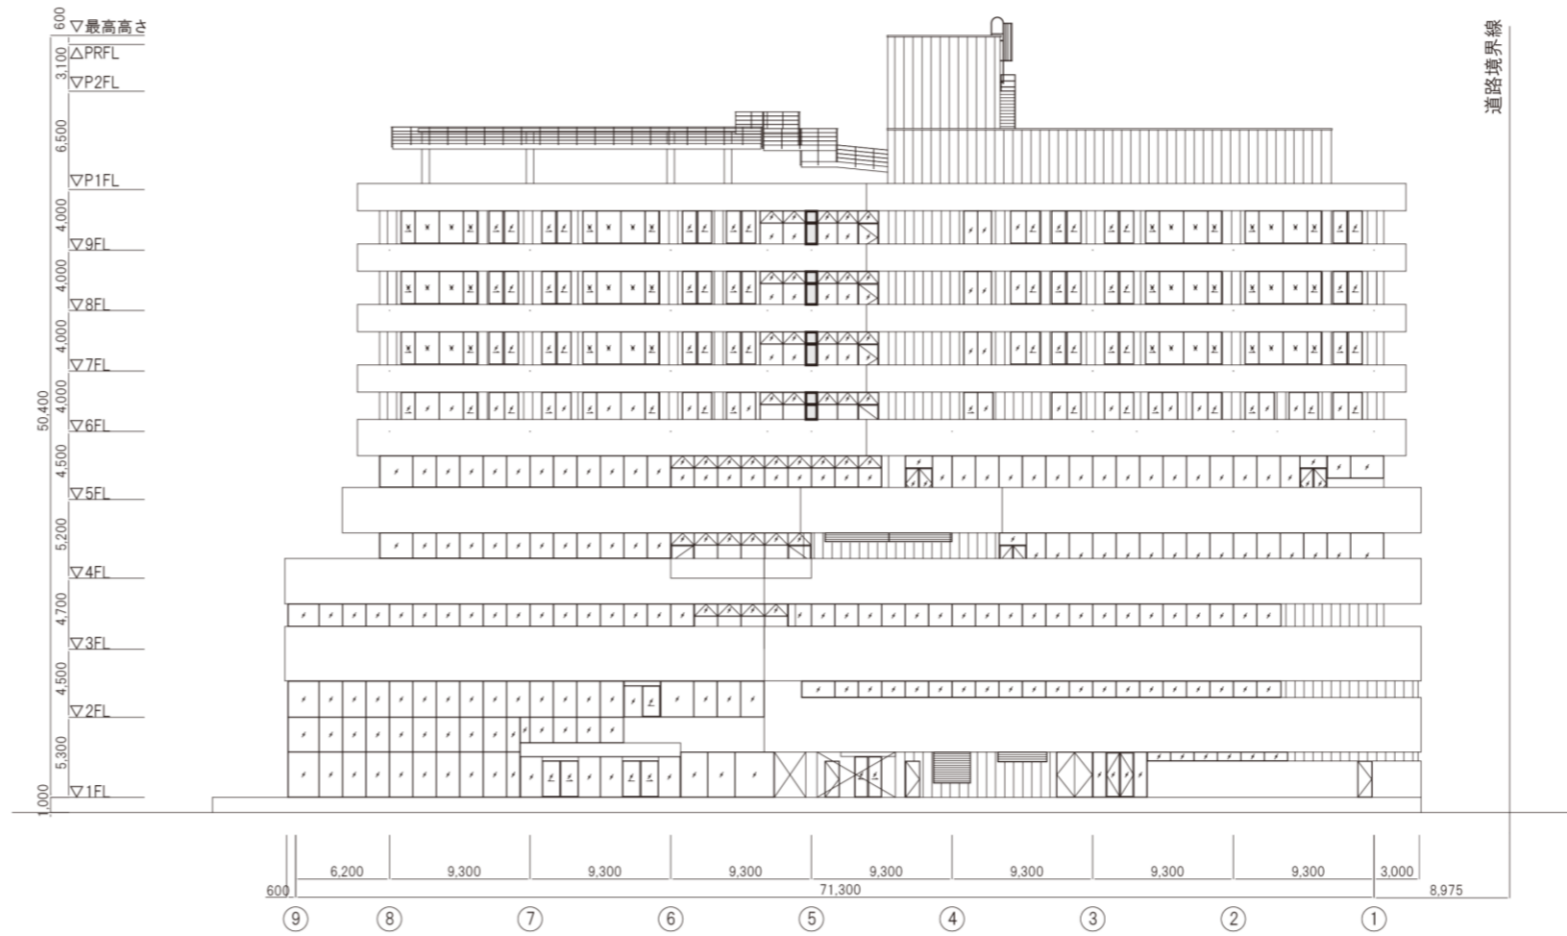 600
▽最高高さ
△PRFL
3,100
▽P2FL
6,500
▽P1FL
4,000
▽9FL
4,000
▽8FL
4,000
▽7FL
4,000
▽6FL
50,400
4,500
▽5FL
5,200
▽4FL
4,700
▽3FL
4,500
▽2FL
5,300
▽1FL
1,000
道路境界線
6,200 9,300 9,300 9,300 9,300 9,300 9,300 9,300 3,000
600 71,300 8,975
⑨ ⑧ ⑦ ⑥ ⑤ ④ ③ ② ①